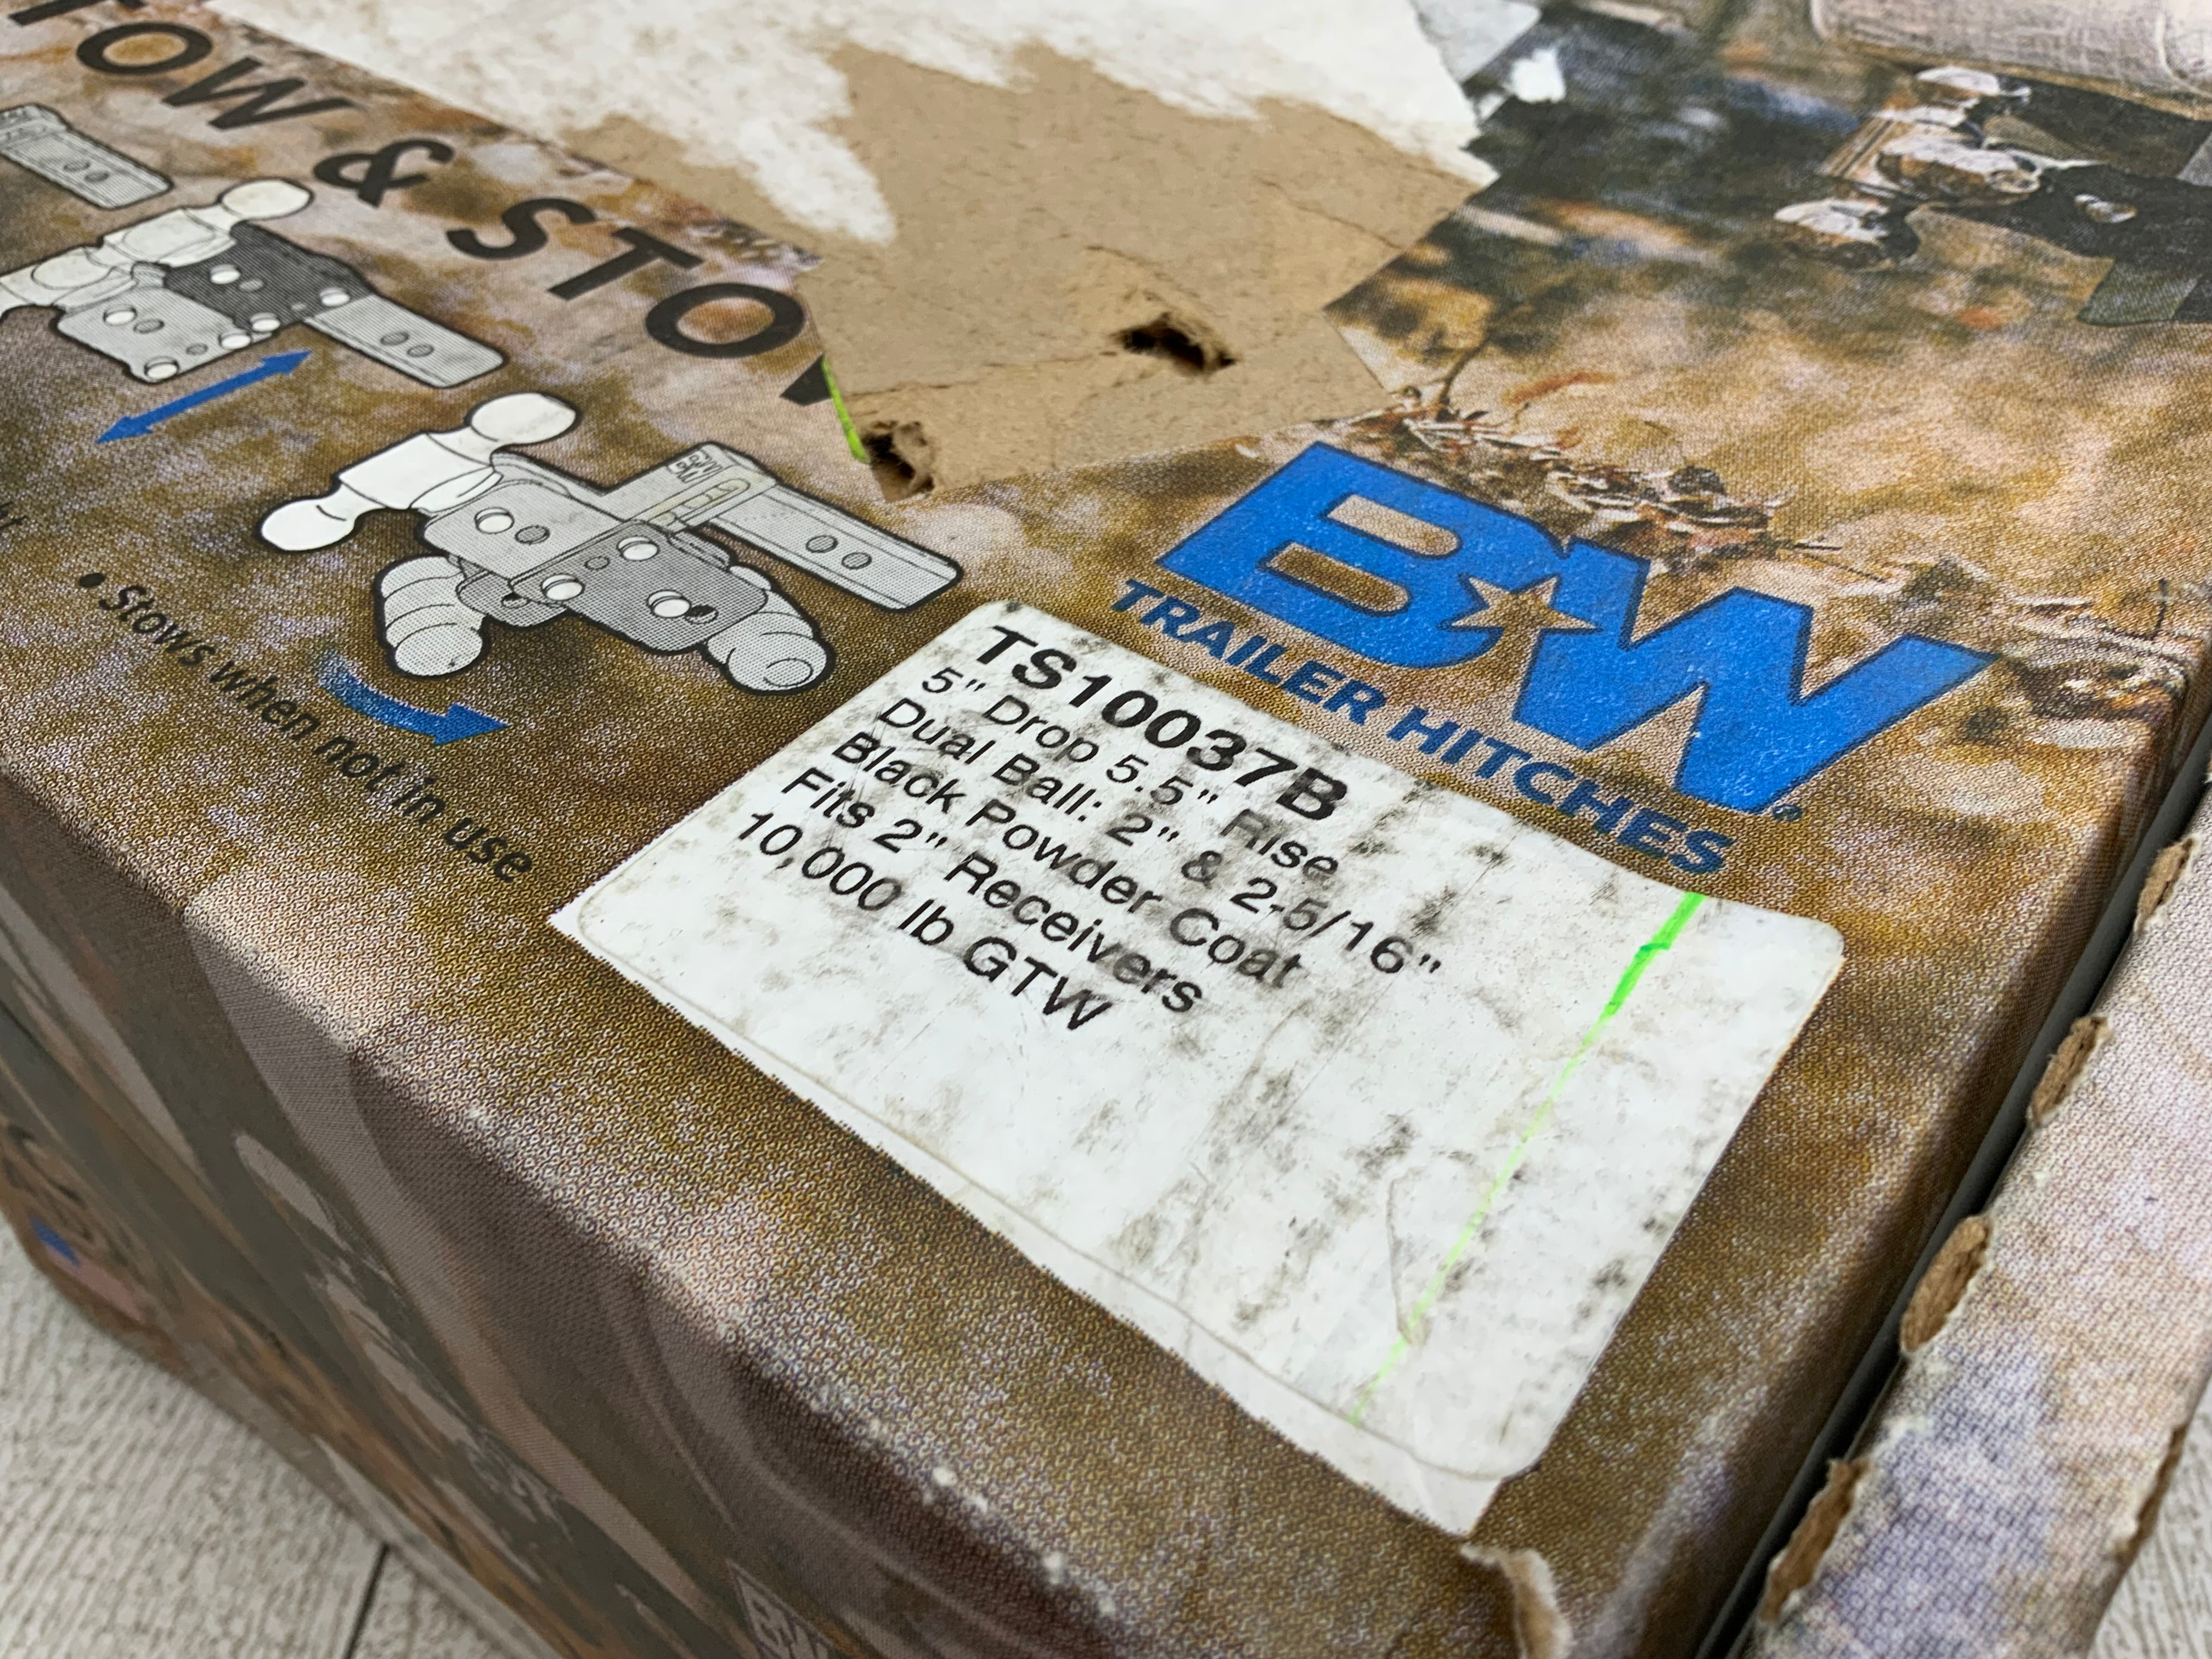 TOW & STOW
• Stows when not in use
B&W
TRAILER HITCHES
TS10037B
5" Drop 5.5" Rise
Dual Ball: 2" & 2-5/16"
Black Powder Coat
Fits 2" Receivers
10,000 lb GTW